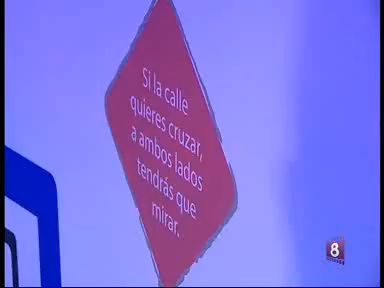 Si la calle
quieres cruzar,
a ambos lados
tendrás que
mirar.
8